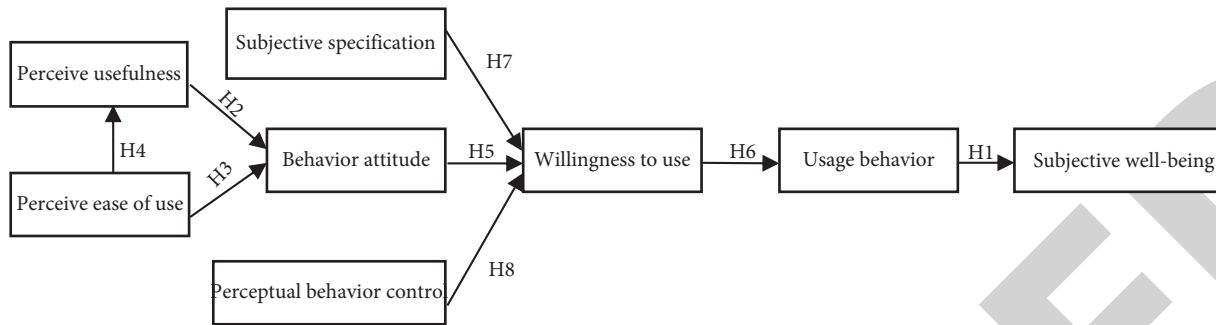 Subjective specification
H7
Perceive usefulness
H2
H4
Behavior attitude
H5
Willingness to use
H6
Usage behavior
H1
Subjective well-being
H3
Perceive ease of use
H8
Perceptual behavior control